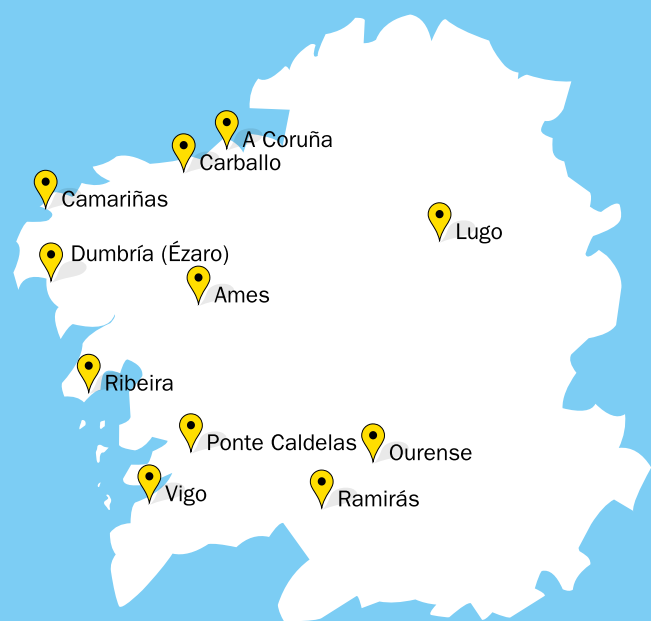 A Coruña
Carballo
Camariñas
Lugo
Dumbría (Ézaro)
Ames
Ribeira
Ponte Caldelas
Ourense
Vigo
Ramirás